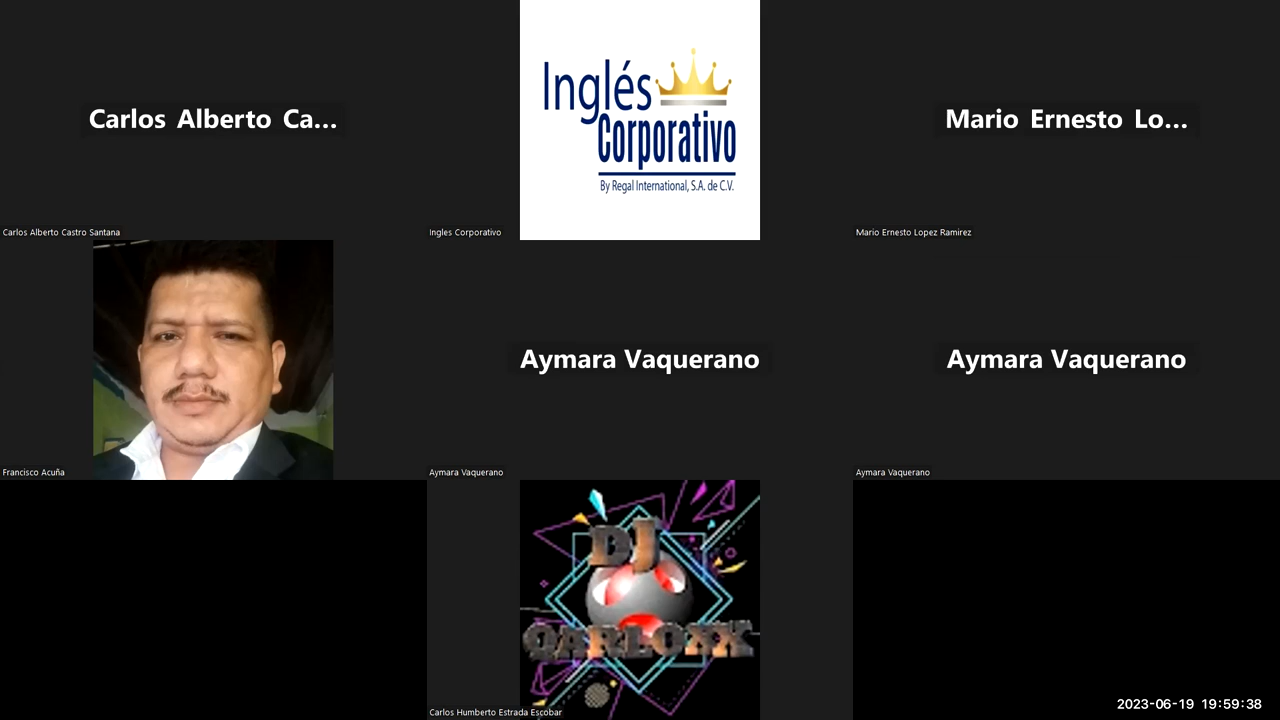 Carlos Alberto Ca...
Inglés
Corporativo
By Regal International, S.A. de C.V.
Mario Ernesto Lo...
Carlos Alberto Castro Santana
Ingles Corporativo
Mario Ernesto Lopez Ramirez
Aymara Vaquerano
Aymara Vaquerano
Francisco Acuña
Aymara Vaquerano
Aymara Vaquerano
DJ
CARLOXX
Carlos Humberto Estrada Escobar
2023-06-19 19:59:38